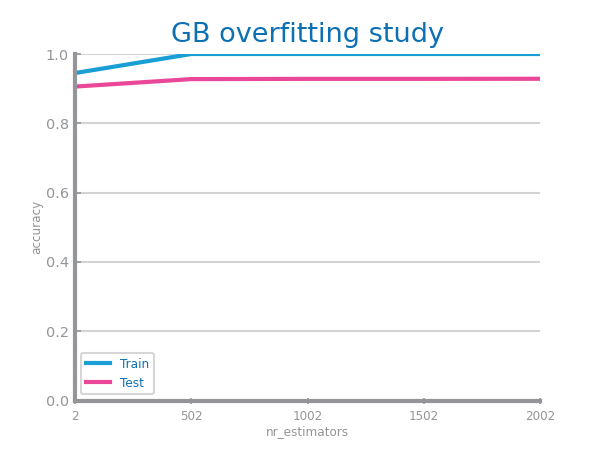 GB overfitting study
1.0
0.8
0.6
0.4
0.2
0.0
accuracy
Train
Test
2 502 1002 1502 2002
nr_estimators